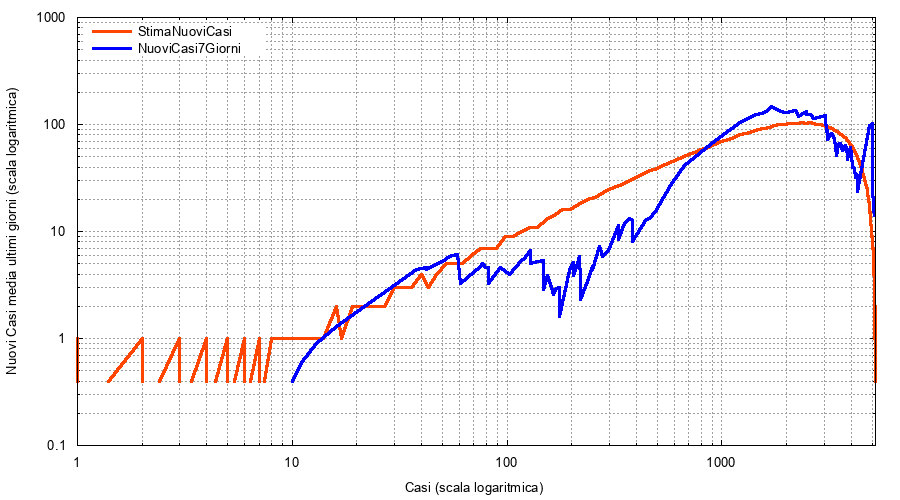 1000
100
10
1
0.1
StimaNuoviCasi
NuoviCasi7Giorni
Nuovi Casi media ultimi giorni (scala logaritmica)
1 10 100 1000
Casi (scala logaritmica)